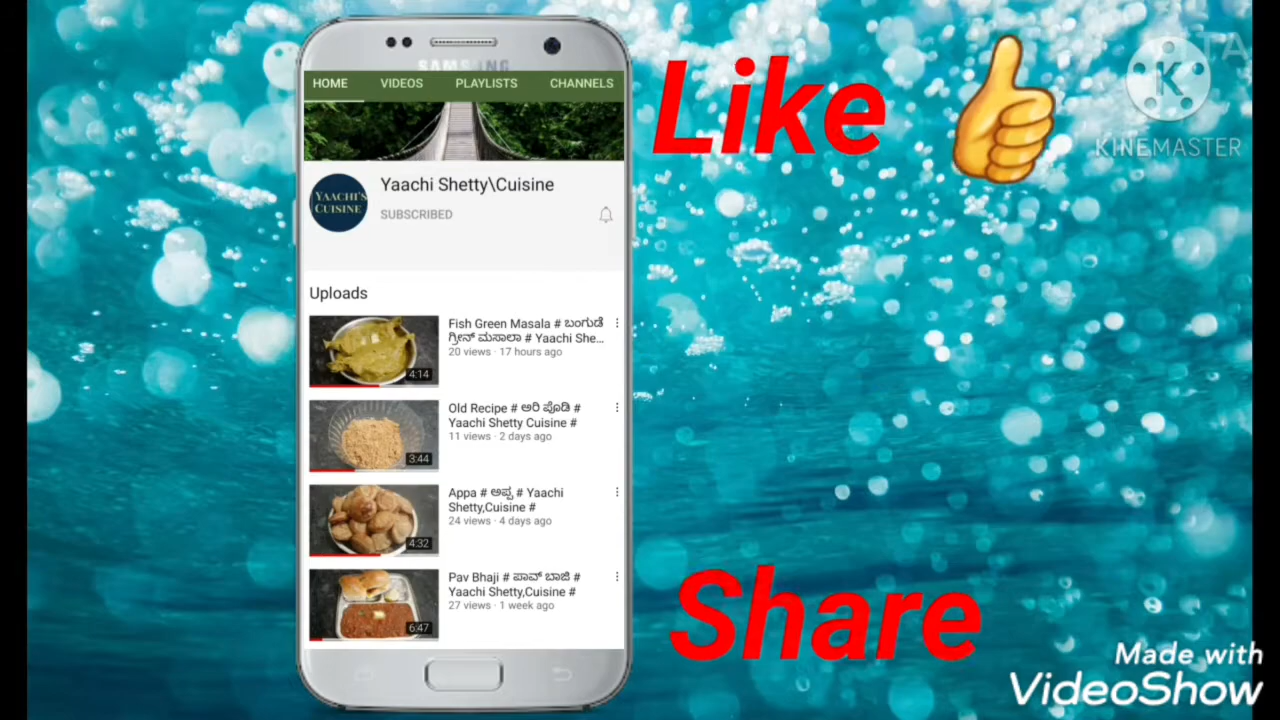 SAMSUNG
HOME VIDEOS PLAYLISTS CHANNELS
YAACHI'S
CUISINE
Yaachi Shetty\Cuisine
SUBSCRIBED
Uploads
Fish Green Masala # ಬಂಗುಡೆ
ಗ್ರೀನ್ ಮಸಾಲಾ # Yaachi She...
20 views · 17 hours ago
4:14
Old Recipe # ಅರಿ ಪೊಡಿ #
Yaachi Shetty Cuisine #
11 views · 2 days ago
3:44
Appa # ಅಪ್ಪ # Yaachi
Shetty,Cuisine #
24 views · 4 days ago
4:32
Pav Bhaji # ಪಾವ್ ಬಾಜಿ #
Yaachi Shetty,Cuisine #
27 views · 1 week ago
6:47
Like
K
KINEMASTER
Share
Made with
VideoShow